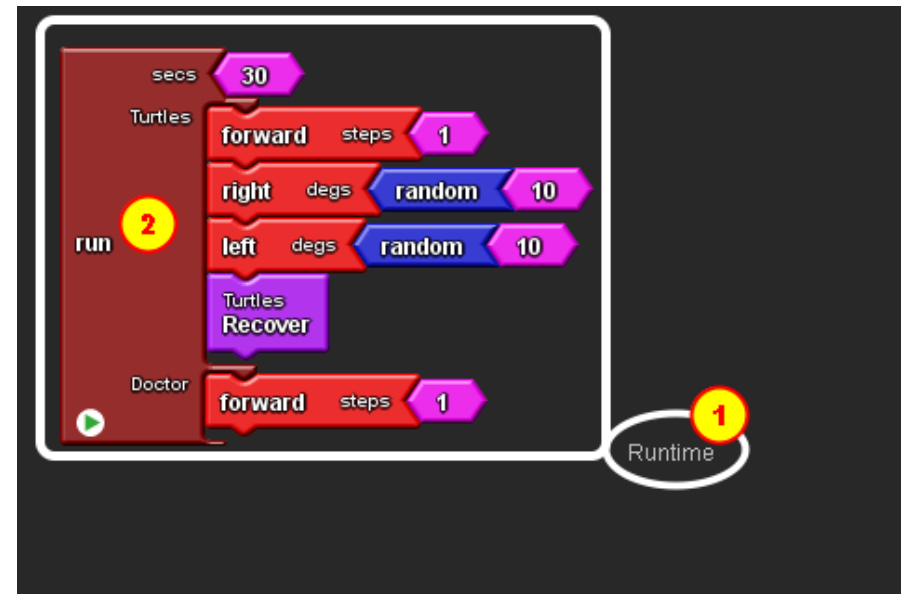 secs 30
Turtles
forward steps 1
right degs random 10
run 2
left degs random 10
Turtles
Recover
Doctor
forward steps 1
1
Runtime